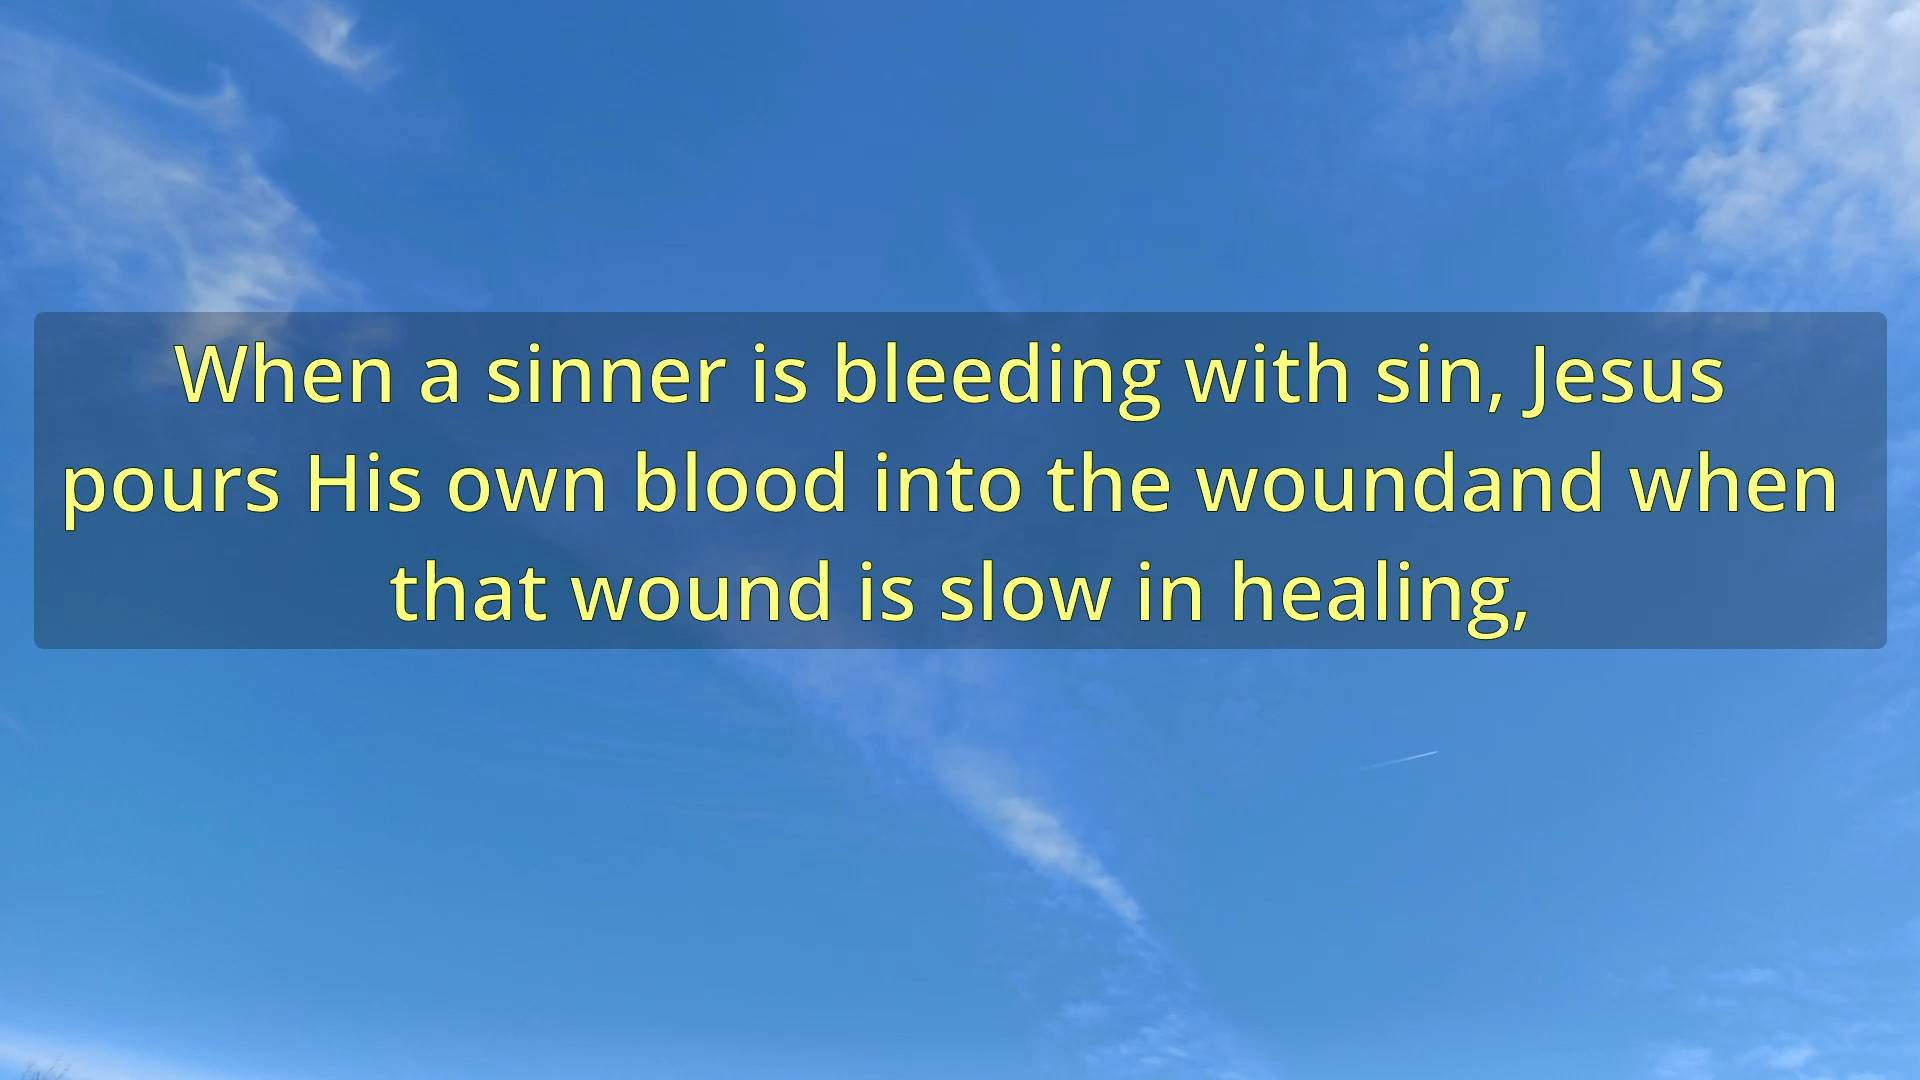 When a sinner is bleeding with sin, Jesus
pours His own blood into the woundand when
that wound is slow in healing,